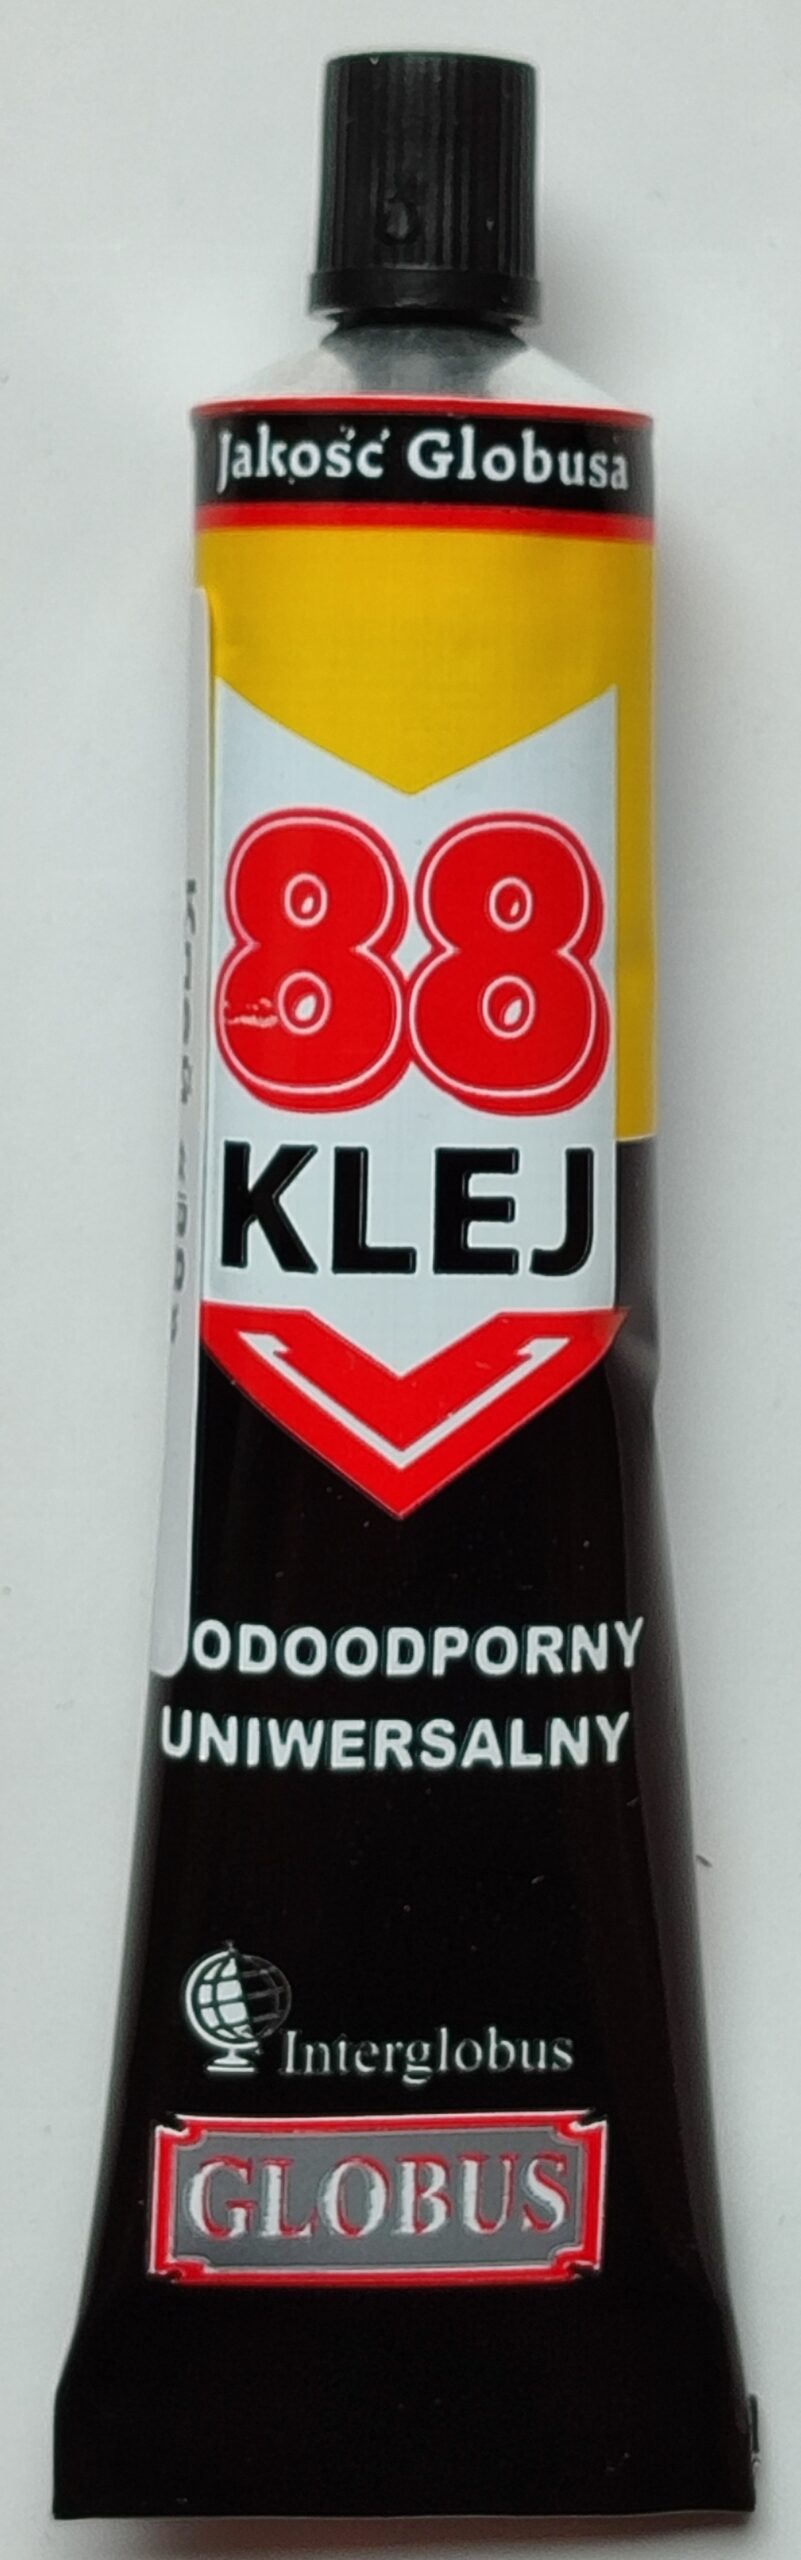 Jakość Globusa
88
KLEJ
ODOODPORNY
UNIWERSALNY
Interglobus
GLOBUS